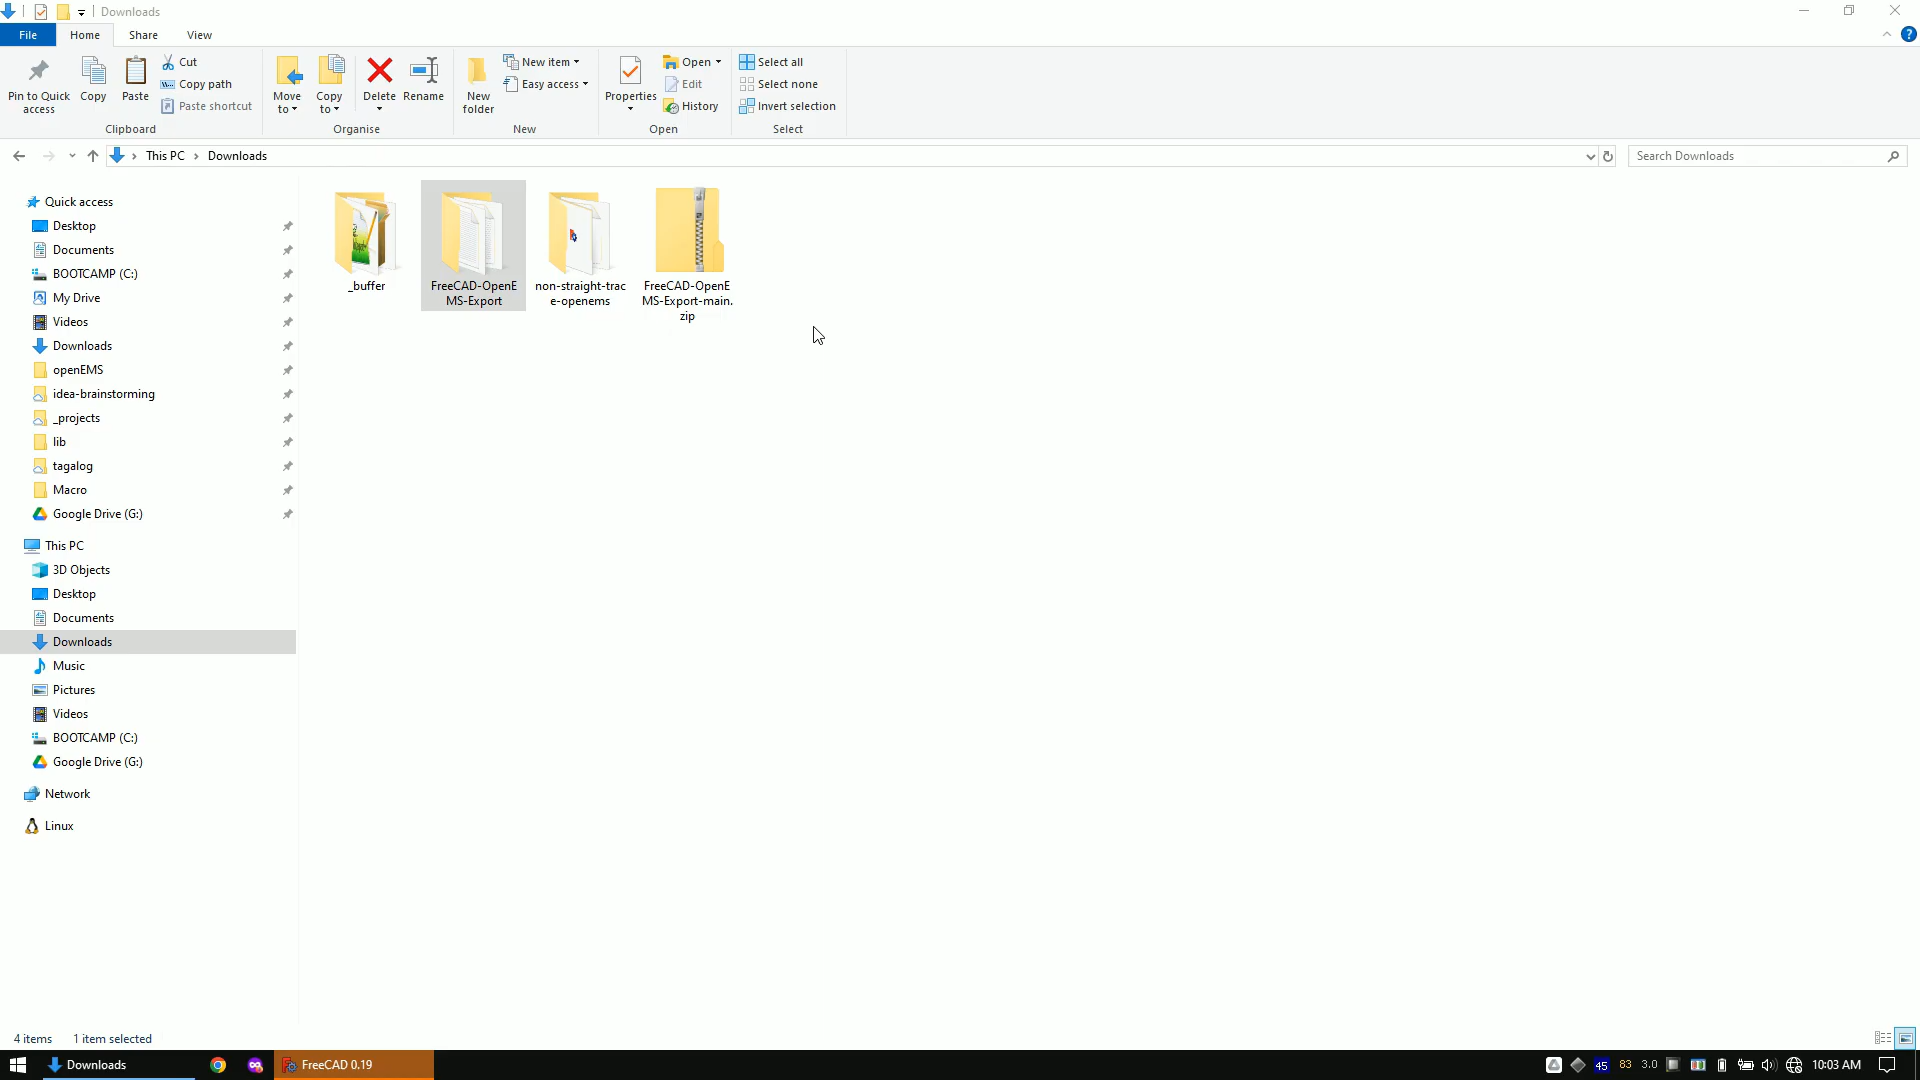 Downloads
File Home Share View
Pin to Quick access
Copy
Paste
Cut
Copy path
Paste shortcut
Clipboard
Move to
Copy to
Delete
Rename
Organise
New folder
New item
Easy access
New
Properties
Open
Edit
History
Open
Select all
Select none
Invert selection
Select
This PC > Downloads
Search Downloads
Quick access
Desktop
Documents
BOOTCAMP (C:)
My Drive
Videos
Downloads
openEMS
idea-brainstorming
_projects
lib
tagalog
Macro
Google Drive (G:)
This PC
3D Objects
Desktop
Documents
Downloads
Music
Pictures
Videos
BOOTCAMP (C:)
Google Drive (G:)
Network
Linux
_buffer
FreeCAD-OpenE
MS-Export
non-straight-trac
e-openems
FreeCAD-OpenE
MS-Export-main.
zip
4 items 1 item selected
Downloads
FreeCAD 0.19
45 83 3.0
10:03 AM